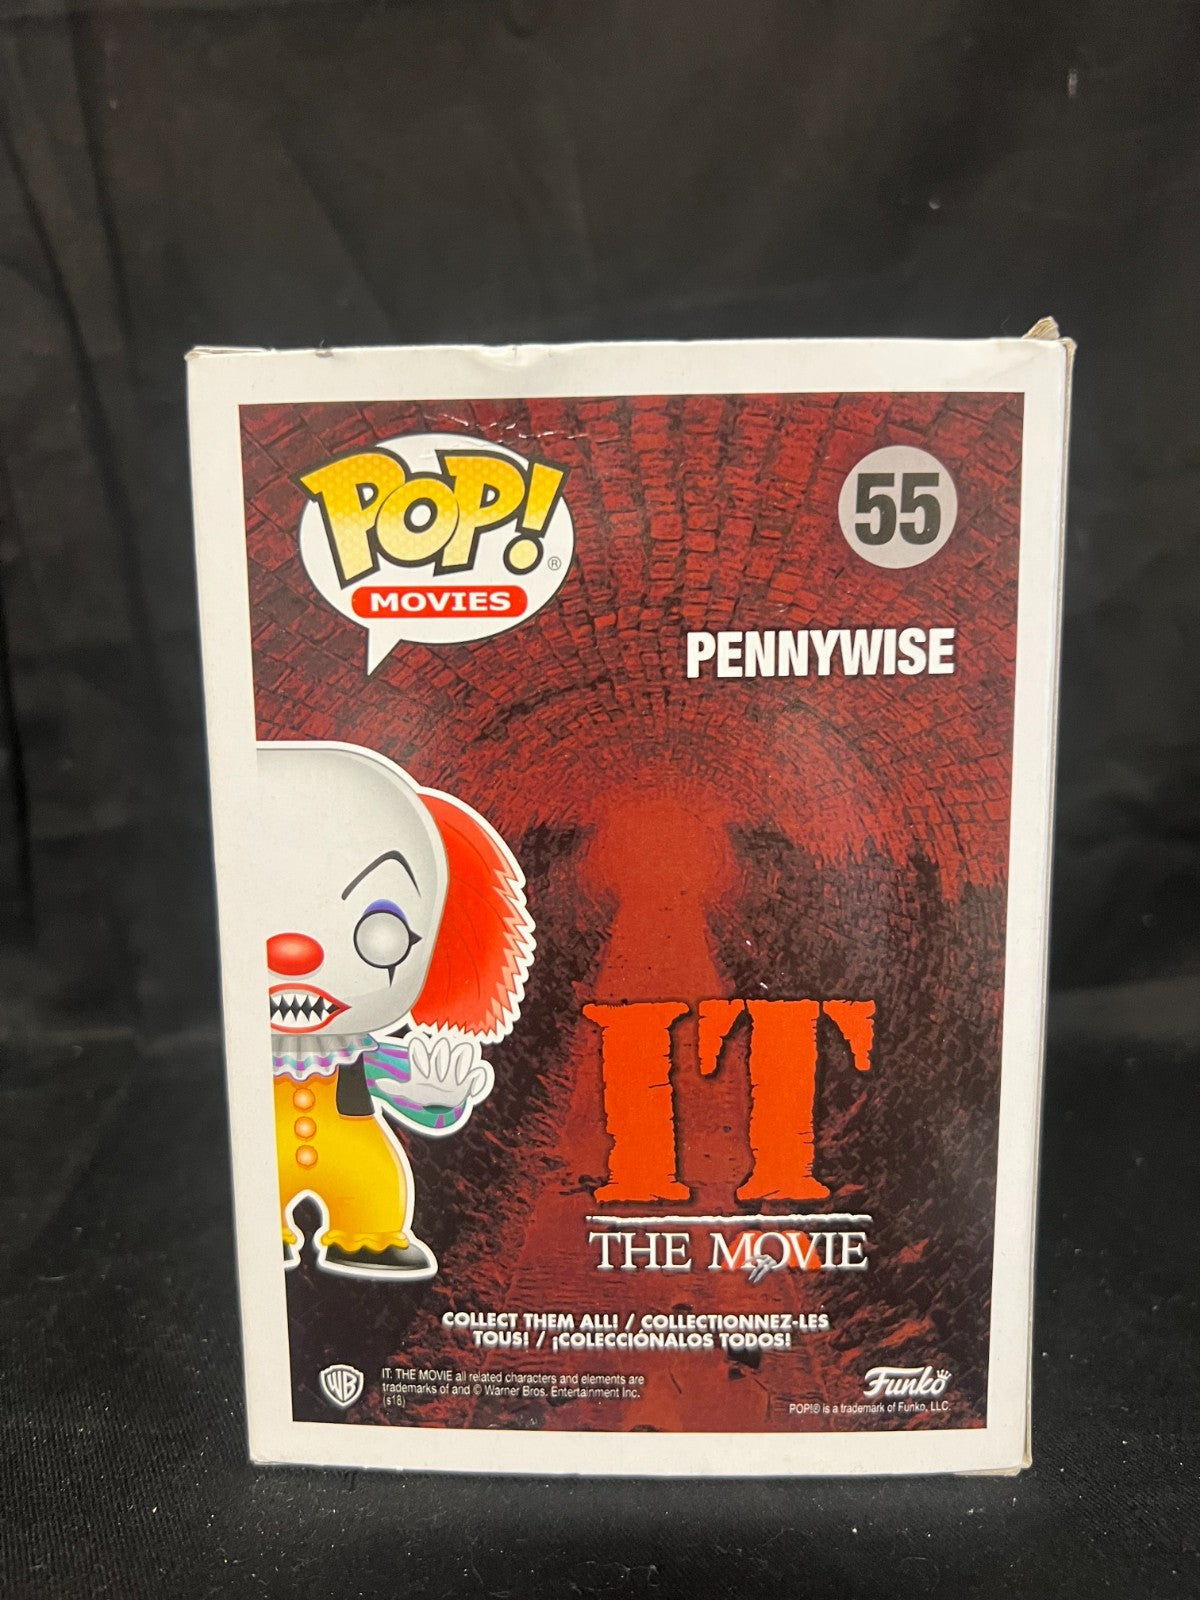 POP!®
MOVIES
55
PENNYWISE
IT
THE MOVIE
COLLECT THEM ALL! / COLLECTIONNEZ-LES
TOUS! / ¡COLECCIÓNALOS TODOS!
WB
IT: THE MOVIE all related characters and elements are
trademarks of and © Warner Bros. Entertainment Inc.
(s18)
Funko
POP!® is a trademark of Funko, LLC.